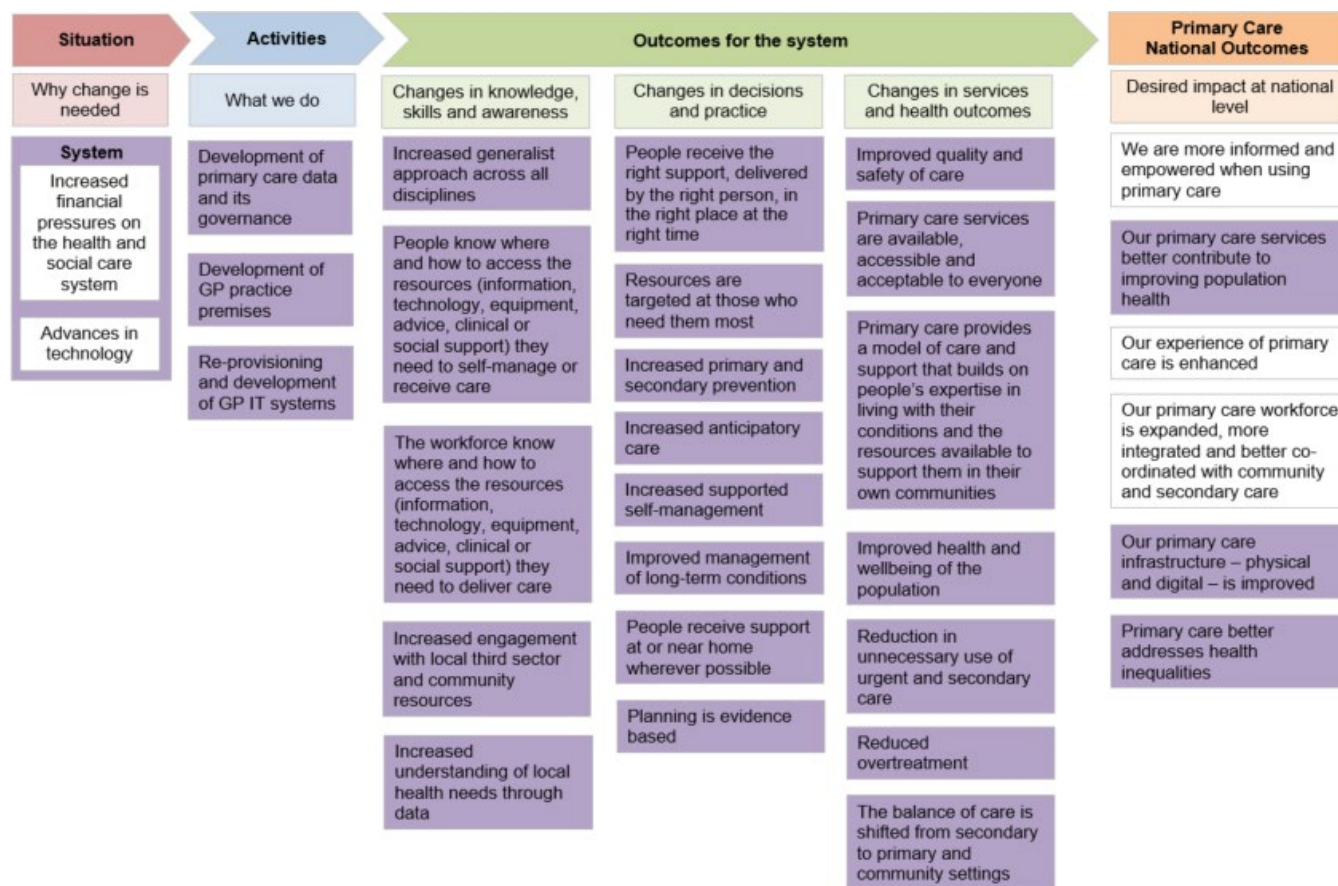 Situation
Activities
Outcomes for the system
Primary Care
National Outcomes
Why change is
needed
What we do
Changes in knowledge,
skills and awareness
Changes in decisions
and practice
Changes in services
and health outcomes
Desired impact at national
level
System
Increased
financial
pressures on
the health and
social care
system
Advances in
technology
Development of
primary care data
and its
governance
Development of
GP practice
premises
Re-provisioning
and development
of GP IT systems
Increased generalist
approach across all
disciplines
People know where
and how to access the
resources (information,
technology, equipment,
advice, clinical or
social support) they
need to self-manage or
receive care
The workforce know
where and how to
access the resources
(information,
technology, equipment,
advice, clinical or
social support) they
need to deliver care
Increased engagement
with local third sector
and community
resources
Increased
understanding of local
health needs through
data
People receive the
right support, delivered
by the right person, in
the right place at the
right time
Resources are
targeted at those who
need them most
Increased primary and
secondary prevention
Increased anticipatory
care
Increased supported
self-management
Improved management
of long-term conditions
People receive support
at or near home
wherever possible
Planning is evidence
based
Improved quality and
safety of care
Primary care services
are available,
accessible and
acceptable to everyone
Primary care provides
a model of care and
support that builds on
people's expertise in
living with their
conditions and the
resources available to
support them in their
own communities
Improved health and
wellbeing of the
population
Reduction in
unnecessary use of
urgent and secondary
care
Reduced
overtreatment
The balance of care is
shifted from secondary
to primary and
community settings
We are more informed and
empowered when using
primary care
Our primary care services
better contribute to
improving population
health
Our experience of primary
care is enhanced
Our primary care workforce
is expanded, more
integrated and better co-
ordinated with community
and secondary care
Our primary care
infrastructure – physical
and digital – is improved
Primary care better
addresses health
inequalities